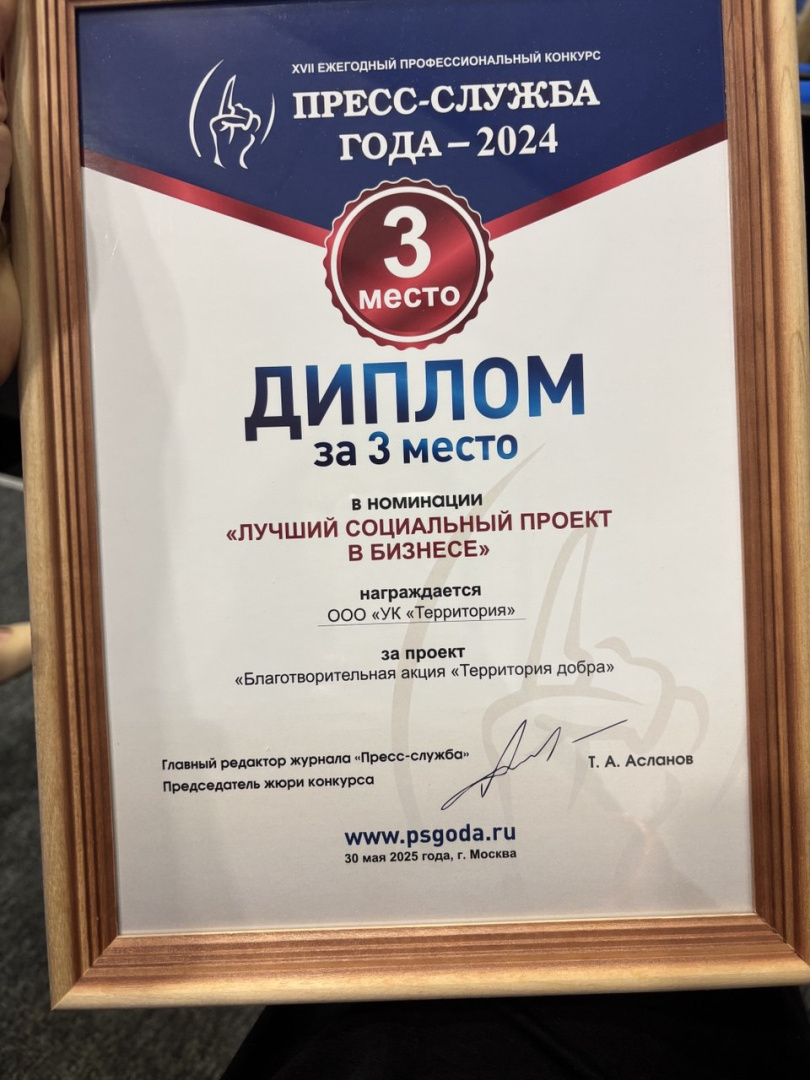 XVII ЕЖЕГОДНЫЙ ПРОФЕССИОНАЛЬНЫЙ КОНКУРС
ПРЕСС-СЛУЖБА
ГОДА – 2024
3
место
ДИПЛОМ
за 3 место
в номинации
«ЛУЧШИЙ СОЦИАЛЬНЫЙ ПРОЕКТ
В БИЗНЕСЕ»
награждается
ООО «УК «Территория»
за проект
«Благотворительная акция «Территория добра»
Главный редактор журнала «Пресс-служба»
Председатель жюри конкурса
Т. А. Асланов
www.psgoda.ru
30 мая 2025 года, г. Москва